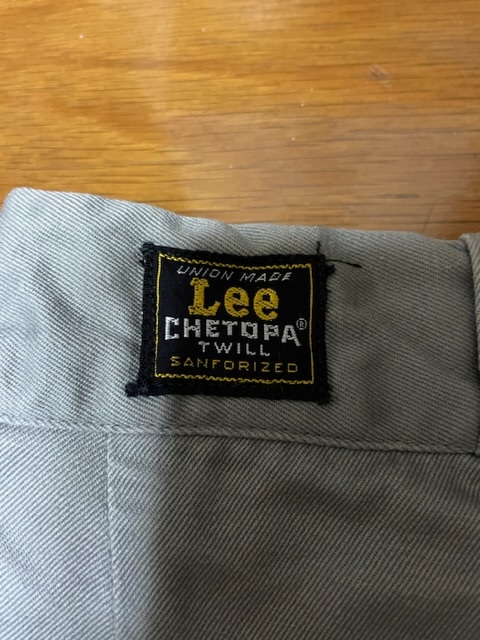 UNION MADE
Lee
CHETOPA®
TWILL
SANFORIZED